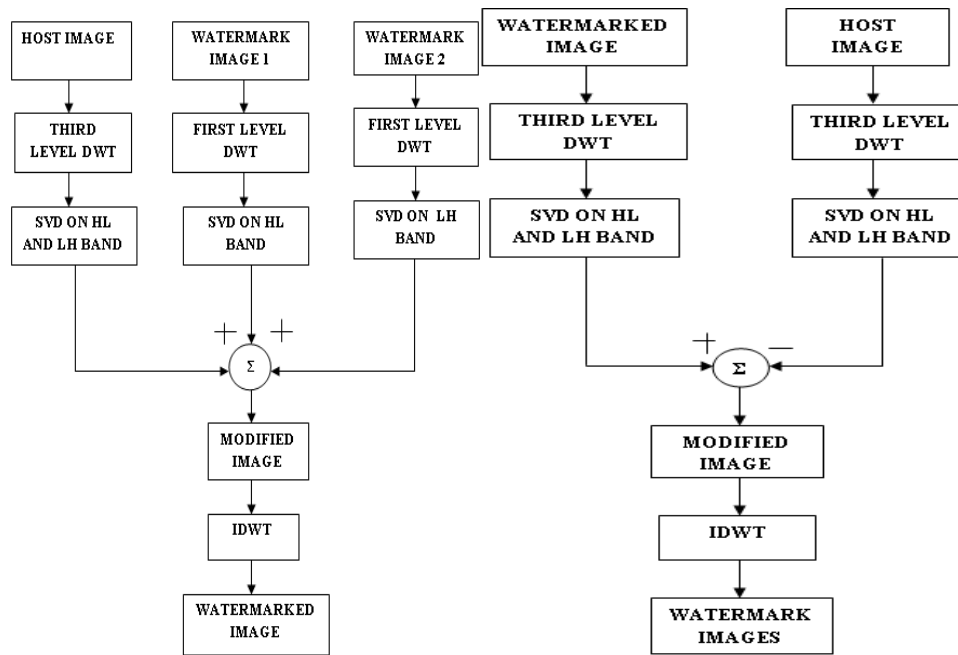 HOST IMAGE
WATERMARK
IMAGE 1
WATERMARK
IMAGE 2
THIRD
LEVEL DWT
FIRST LEVEL
DWT
FIRST LEVEL
DWT
SVD ON HL
AND LH BAND
SVD ON HL
BAND
SVD ON LH
BAND
+ +
Σ
MODIFIED
IMAGE
IDWT
WATERMARKED
IMAGE
WATERMARKED
IMAGE
HOST
IMAGE
THIRD LEVEL
DWT
THIRD LEVEL
DWT
SVD ON HL
AND LH BAND
SVD ON HL
AND LH BAND
+ −
Σ
MODIFIED
IMAGE
IDWT
WATERMARK
IMAGES